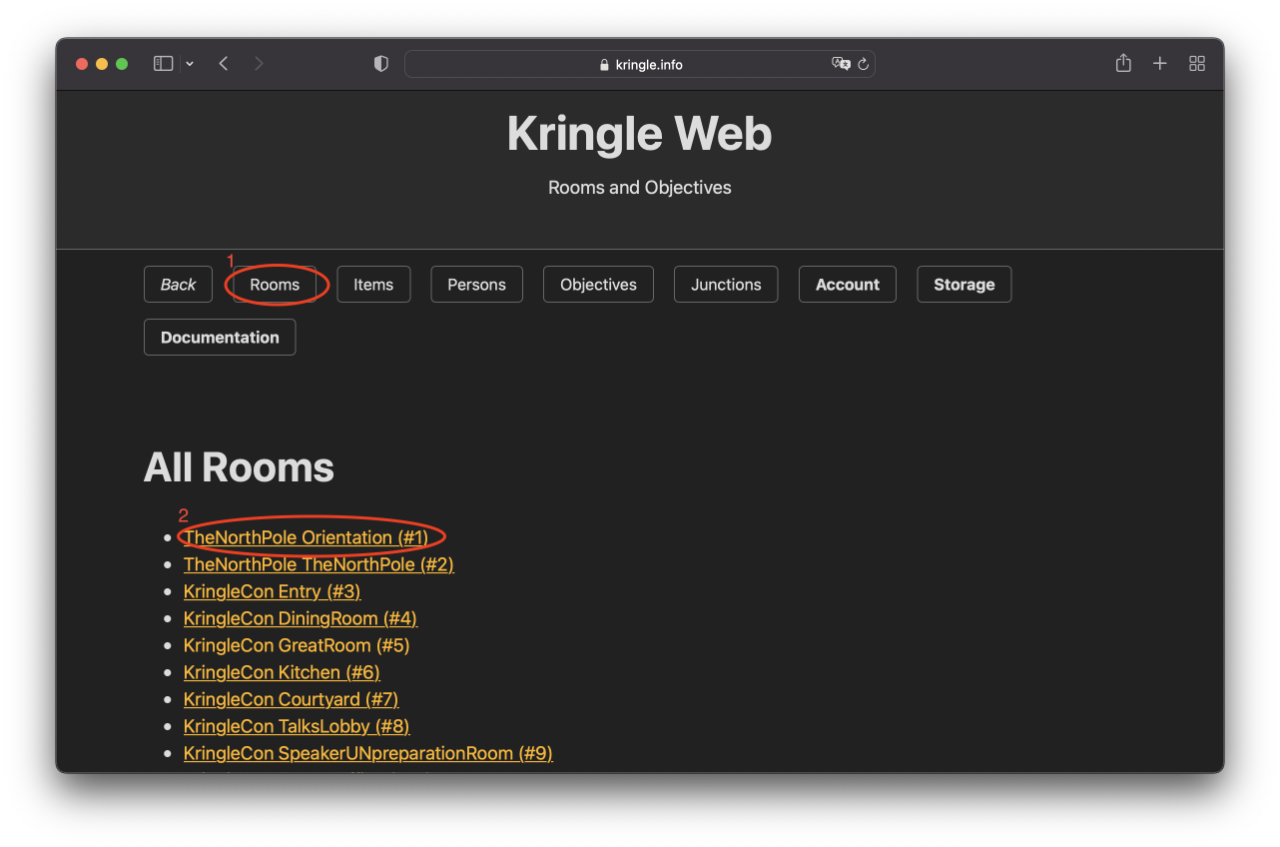 kringle.info
Kringle Web
Rooms and Objectives
1
Back Rooms Items Persons Objectives Junctions Account Storage
Documentation
All Rooms
2
TheNorthPole Orientation (#1)
TheNorthPole TheNorthPole (#2)
KringleCon Entry (#3)
KringleCon DiningRoom (#4)
KringleCon GreatRoom (#5)
KringleCon Kitchen (#6)
KringleCon Courtyard (#7)
KringleCon TalksLobby (#8)
KringleCon SpeakerUNpreparationRoom (#9)